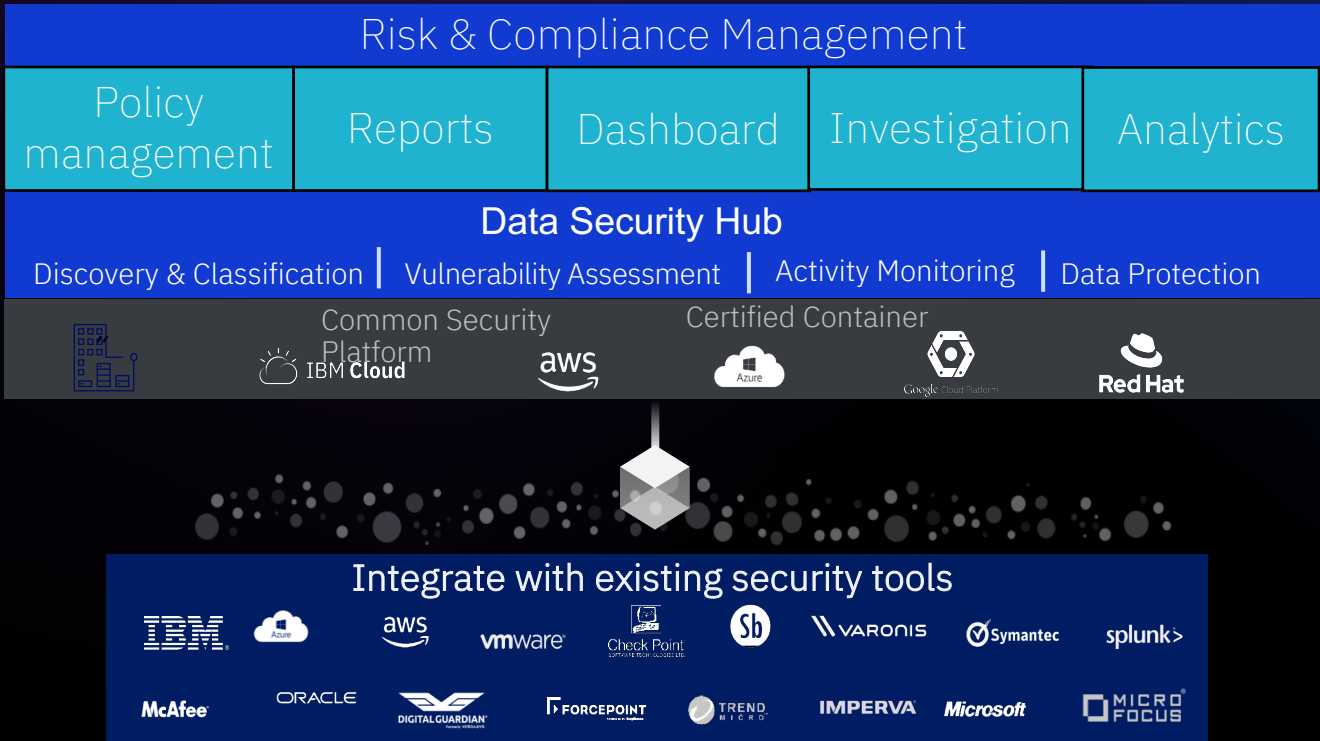 Risk & Compliance Management
Policy
management
Reports
Dashboard
Investigation
Analytics
Data Security Hub
Discovery & Classification
Vulnerability Assessment
Activity Monitoring
Data Protection
Common Security
Platform
Certified Container
IBM Cloud
aws
Azure
Google Cloud Platform
Red Hat
Integrate with existing security tools
IBM
Azure
aws
vmware
Check Point
SOFTWARE TECHNOLOGIES LTD.
Sb
VARONIS
Symantec
splunk>
McAfee
ORACLE
DIGITAL GUARDIAN
FORCEPOINT
TREND
MICRO
IMPERVA
Microsoft
MICRO
FOCUS